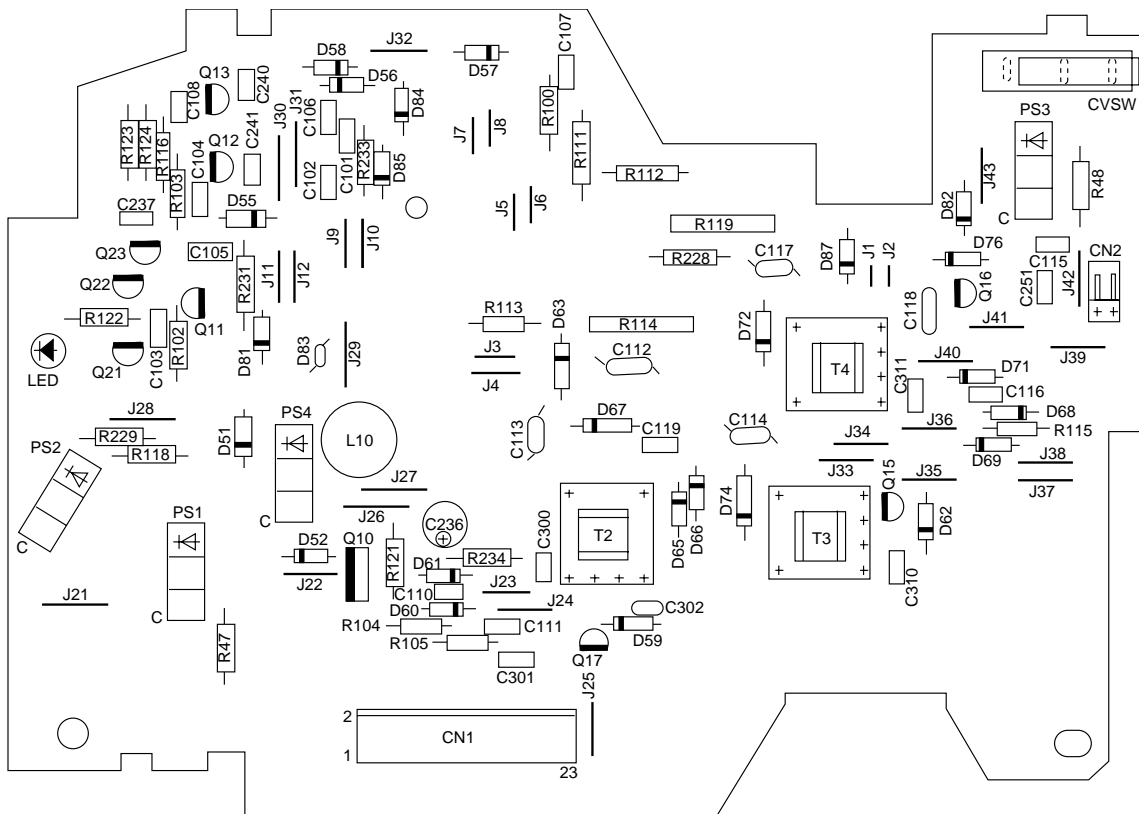 C107
J32
D58
D57
Q13
C240
D56
CVSW
C108
J31
C106
D84
R100
PS3
J30
J7
J8
R123
R124
R116
Q12
C241
C101
R233
D85
R111
J43
R48
C104
C102
R112
R103
J5
J6
D82
C237
D55
C
R119
J9
J10
Q23
C105
R228
C117
D87
J1
J2
D76
C115
CN2
J11
J12
C251
J42
Q22
R231
Q16
C118
R122
Q11
R113
D63
R114
D72
J41
R102
C103
D81
D83
J29
J3
C112
T4
J40
J39
LED
Q21
J4
C311
D71
C116
J28
PS4
D67
C114
J36
D68
R115
R229
D51
L10
C113
C119
J34
D69
PS2
R118
J33
Q15
J35
J38
J27
J37
D74
PS1
J26
C236
D66
D65
D62
C
C
T2
T3
Q10
R121
D52
C300
R234
D61
J22
J23
C310
C110
J21
J24
C
D60
C302
R104
C111
D59
R47
R105
Q17
C301
J25
2
CN1
1
23